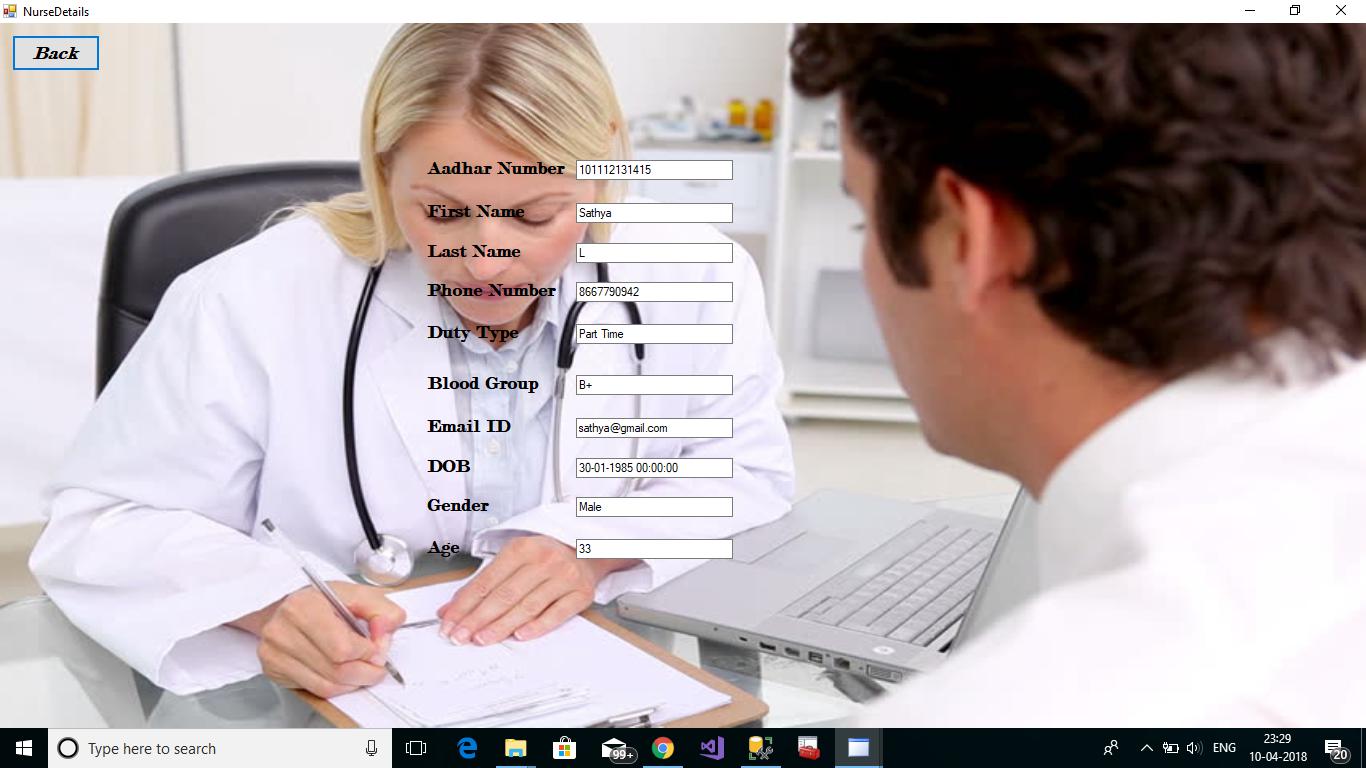 NurseDetails
Back
Aadhar Number 101112131415
First Name Sathya
Last Name L
Phone Number 8667790942
Duty Type Part Time
Blood Group B+
Email ID sathya@gmail.com
DOB 30-01-1985 00:00:00
Gender Male
Age 33
Type here to search
99+
ENG
23:29
10-04-2018
20